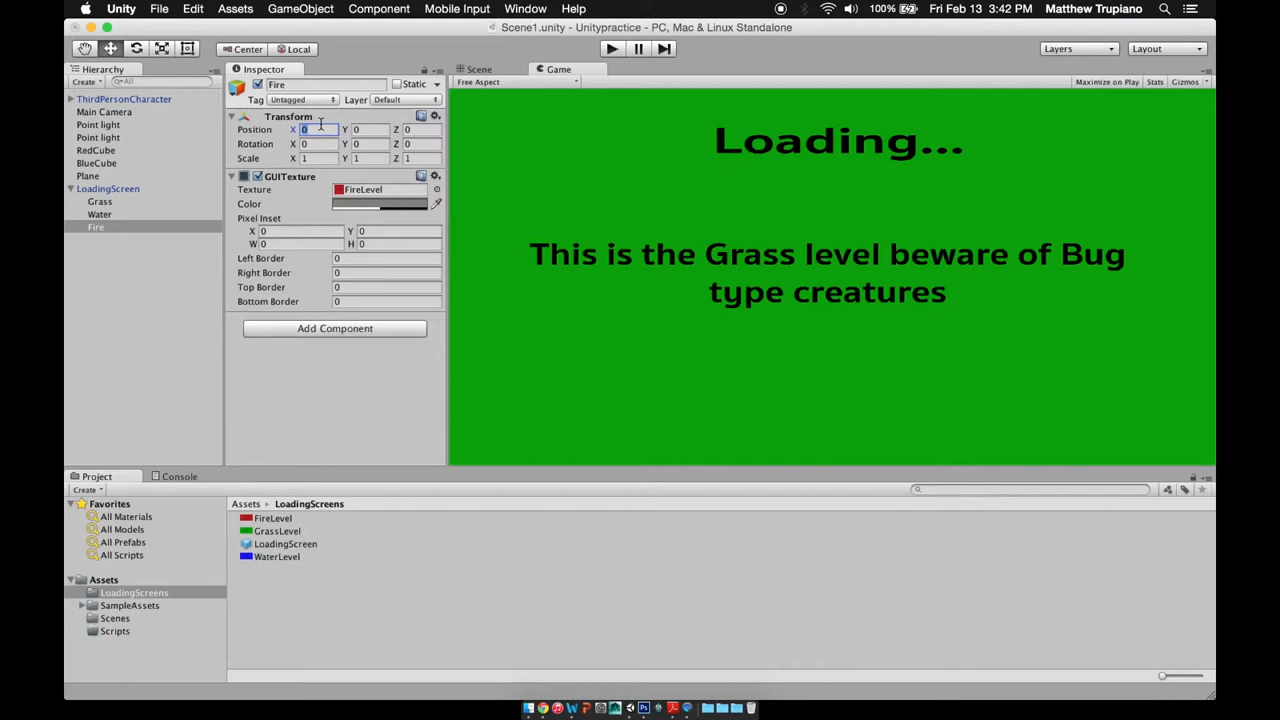 Unity File Edit Assets GameObject Component Mobile Input Window Help 100% Fri Feb 13 3:42 PM Matthew Trupiano
Scene1.unity - Unitypractice - PC, Mac & Linux Standalone
Center Local Layers Layout
Hierarchy Inspector Scene Game
Create All Fire Static Free Aspect Maximize on Play Stats Gizmos
ThirdPersonCharacter Tag Untagged Layer Default
Main Camera Transform
Point light Position X 0 Y 0 Z 0
Point light Rotation X 0 Y 0 Z 0
RedCube Scale X 1 Y 1 Z 1
BlueCube
Plane GUITexture
LoadingScreen Texture FireLevel
Grass Color
Water Pixel Inset
Fire X 0 Y 0
W 0 H 0
Left Border 0
Right Border 0
Top Border 0
Bottom Border 0
Add Component
Loading...
This is the Grass level beware of Bug
type creatures
Project Console
Create
Favorites Assets LoadingScreens
All Materials FireLevel
All Models GrassLevel
All Prefabs LoadingScreen
All Scripts WaterLevel
Assets
LoadingScreens
SampleAssets
Scenes
Scripts